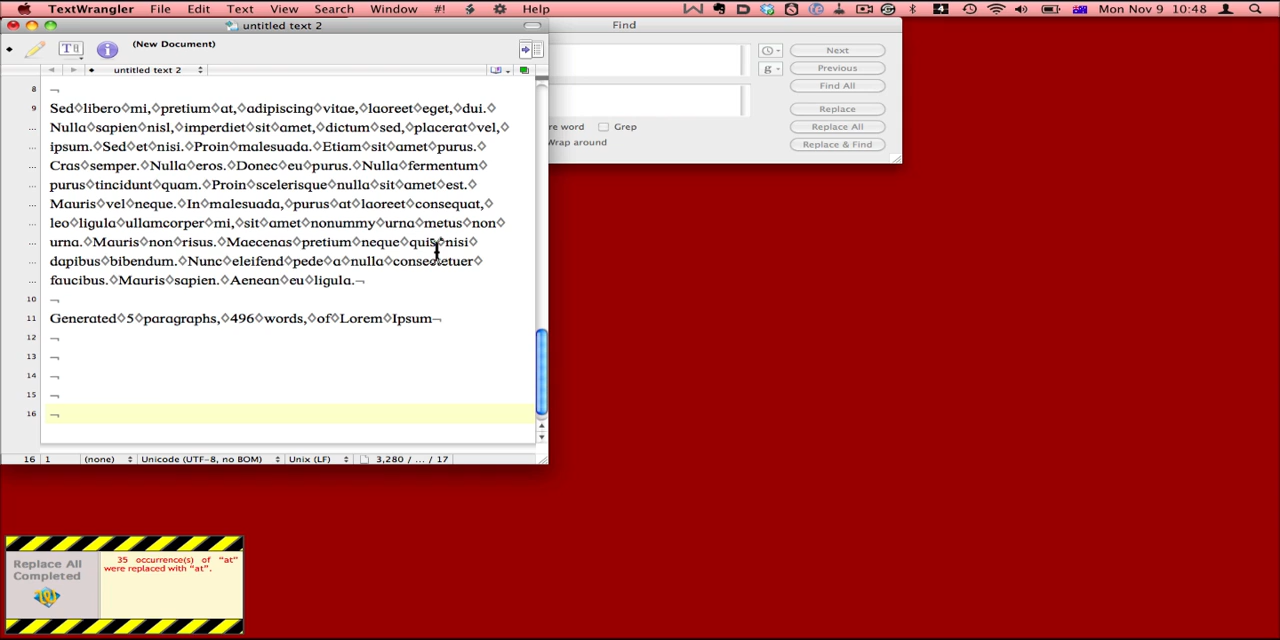 TextWrangler File Edit Text View Search Window #! Help 4 Mon Nov 9 10:48
untitled text 2
(New Document)
untitled text 2
8 ¬
9 Sed◇libero◇mi,◇pretium◇at,◇adipiscing◇vitae,◇laoreet◇eget,◇dui.◇
... Nulla◇sapien◇nisl,◇imperdiet◇sit◇amet,◇dictum◇sed,◇placerat◇vel,◇
... ipsum.◇Sed◇et◇nisi.◇Proin◇malesuada.◇Etiam◇sit◇amet◇purus.◇
... Cras◇semper.◇Nulla◇eros.◇Donec◇eu◇purus.◇Nulla◇fermentum◇
... purus◇tincidunt◇quam.◇Proin◇scelerisque◇nulla◇sit◇amet◇est.◇
... Mauris◇vel◇neque.◇In◇malesuada,◇purus◇at◇laoreet◇consequat,◇
... leo◇ligula◇ullamcorper◇mi,◇sit◇amet◇nonummy◇urna◇metus◇non◇
... urna.◇Mauris◇non◇risus.◇Maecenas◇pretium◇neque◇quis◇nisi◇
... dapibus◇bibendum.◇Nunc◇eleifend◇pede◇a◇nulla◇consectetuer◇
... faucibus.◇Mauris◇sapien.◇Aenean◇eu◇ligula.¬
10 ¬
11 Generated◇5◇paragraphs,◇496◇words,◇of◇Lorem◇Ipsum¬
12 ¬
13 ¬
14 ¬
15 ¬
16 ¬
16 1 (none) Unicode (UTF-8, no BOM) Unix (LF) 3,280 / ... / 17
Find
g
Next
Previous
Find All
Replace
Replace All
Replace & Find
re word Grep
Wrap around
Replace All
Completed
35 occurrence(s) of “at”
were replaced with “at”.